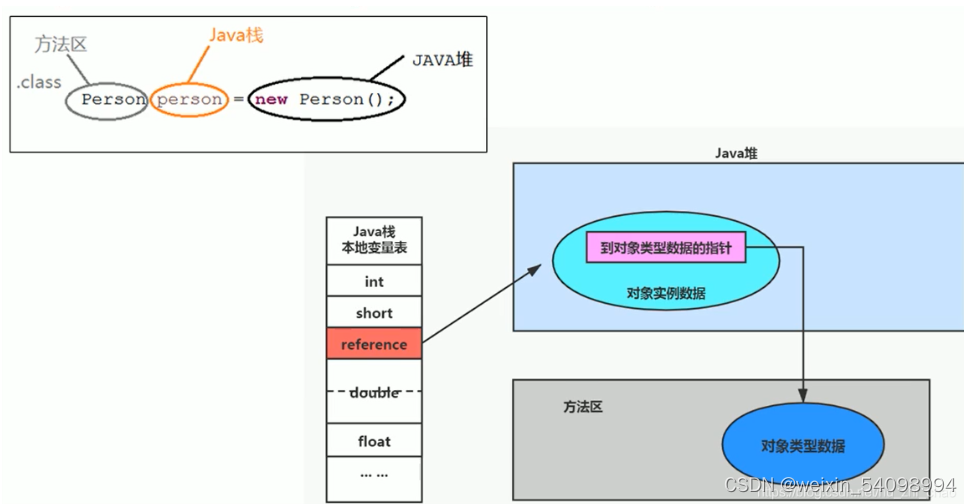 方法区
Java栈
JAVA堆
.class
Person person = new Person();
Java堆
Java栈
本地变量表
int
short
reference
double
float
... ...
到对象类型数据的指针
对象实例数据
方法区
对象类型数据
CSDN @weixin_54098994